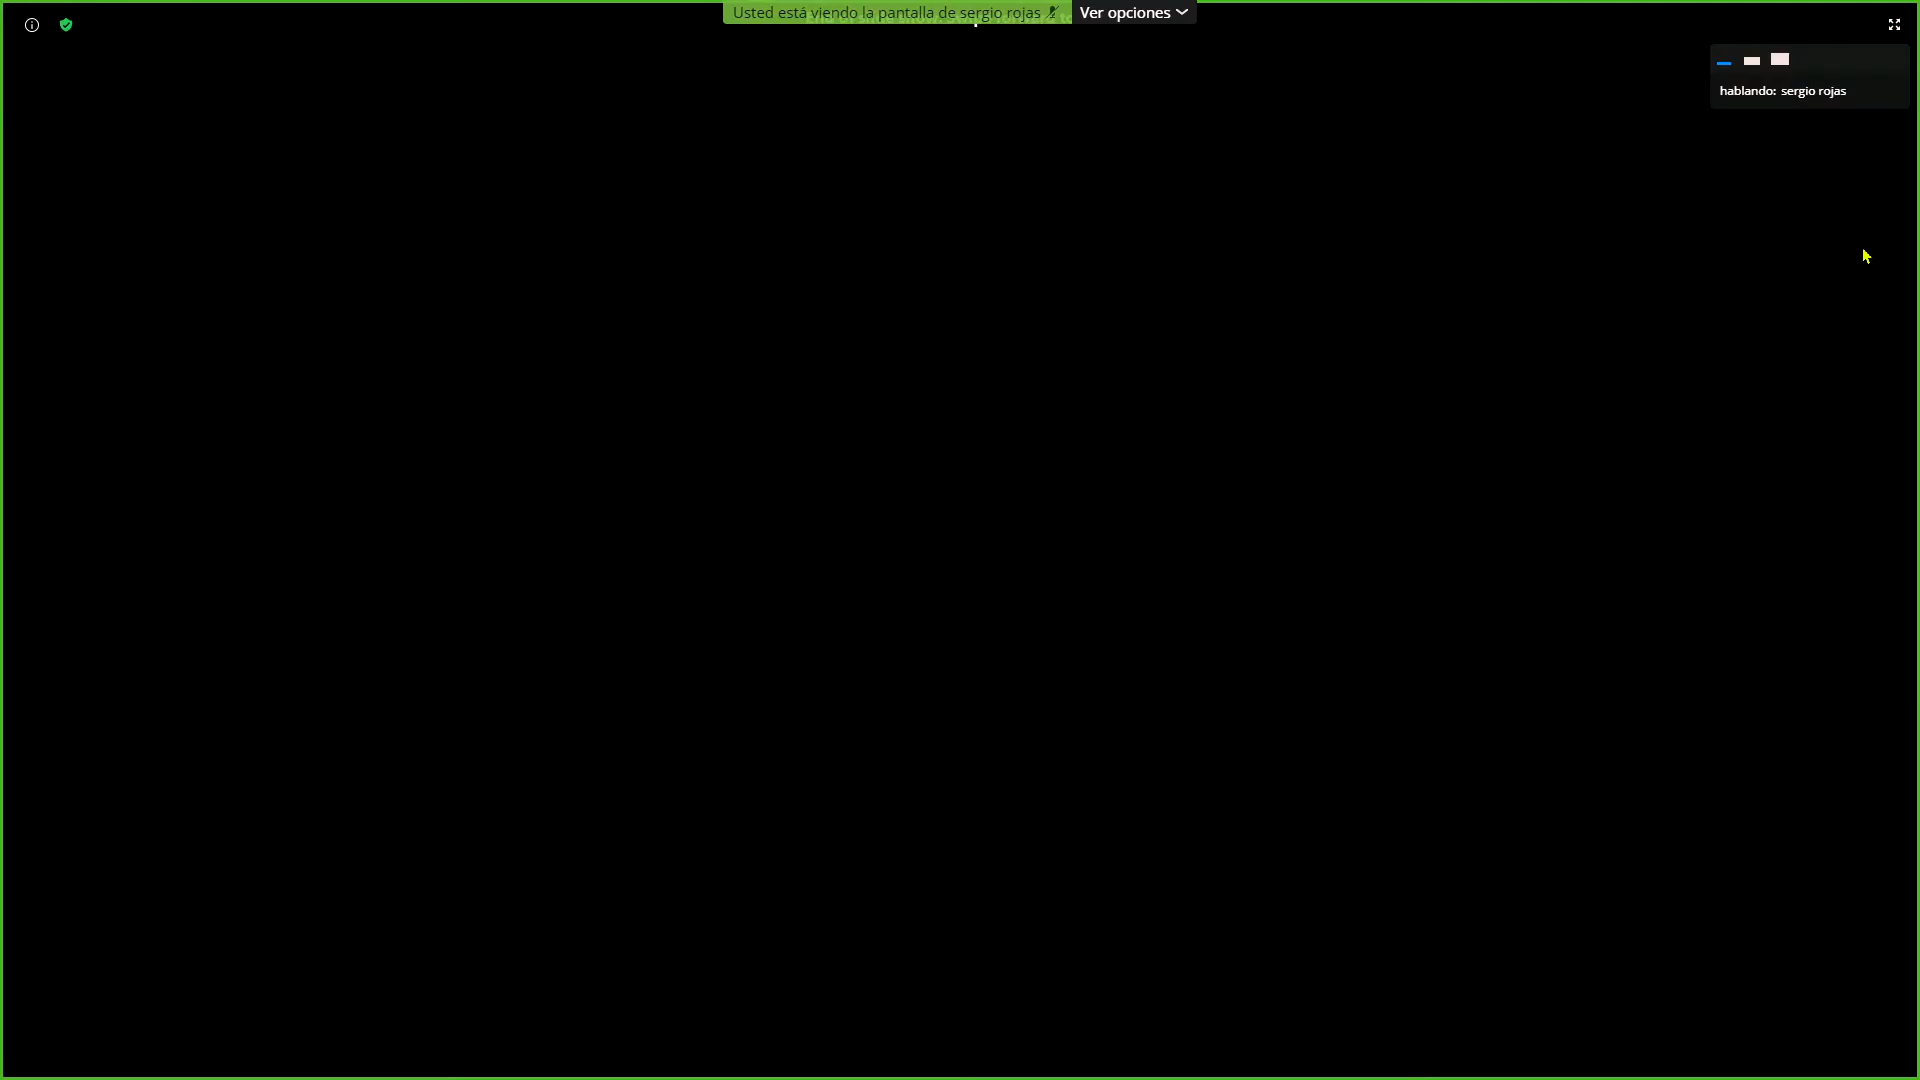 Usted está viendo la pantalla de sergio rojas
Ver opciones
hablando: sergio rojas